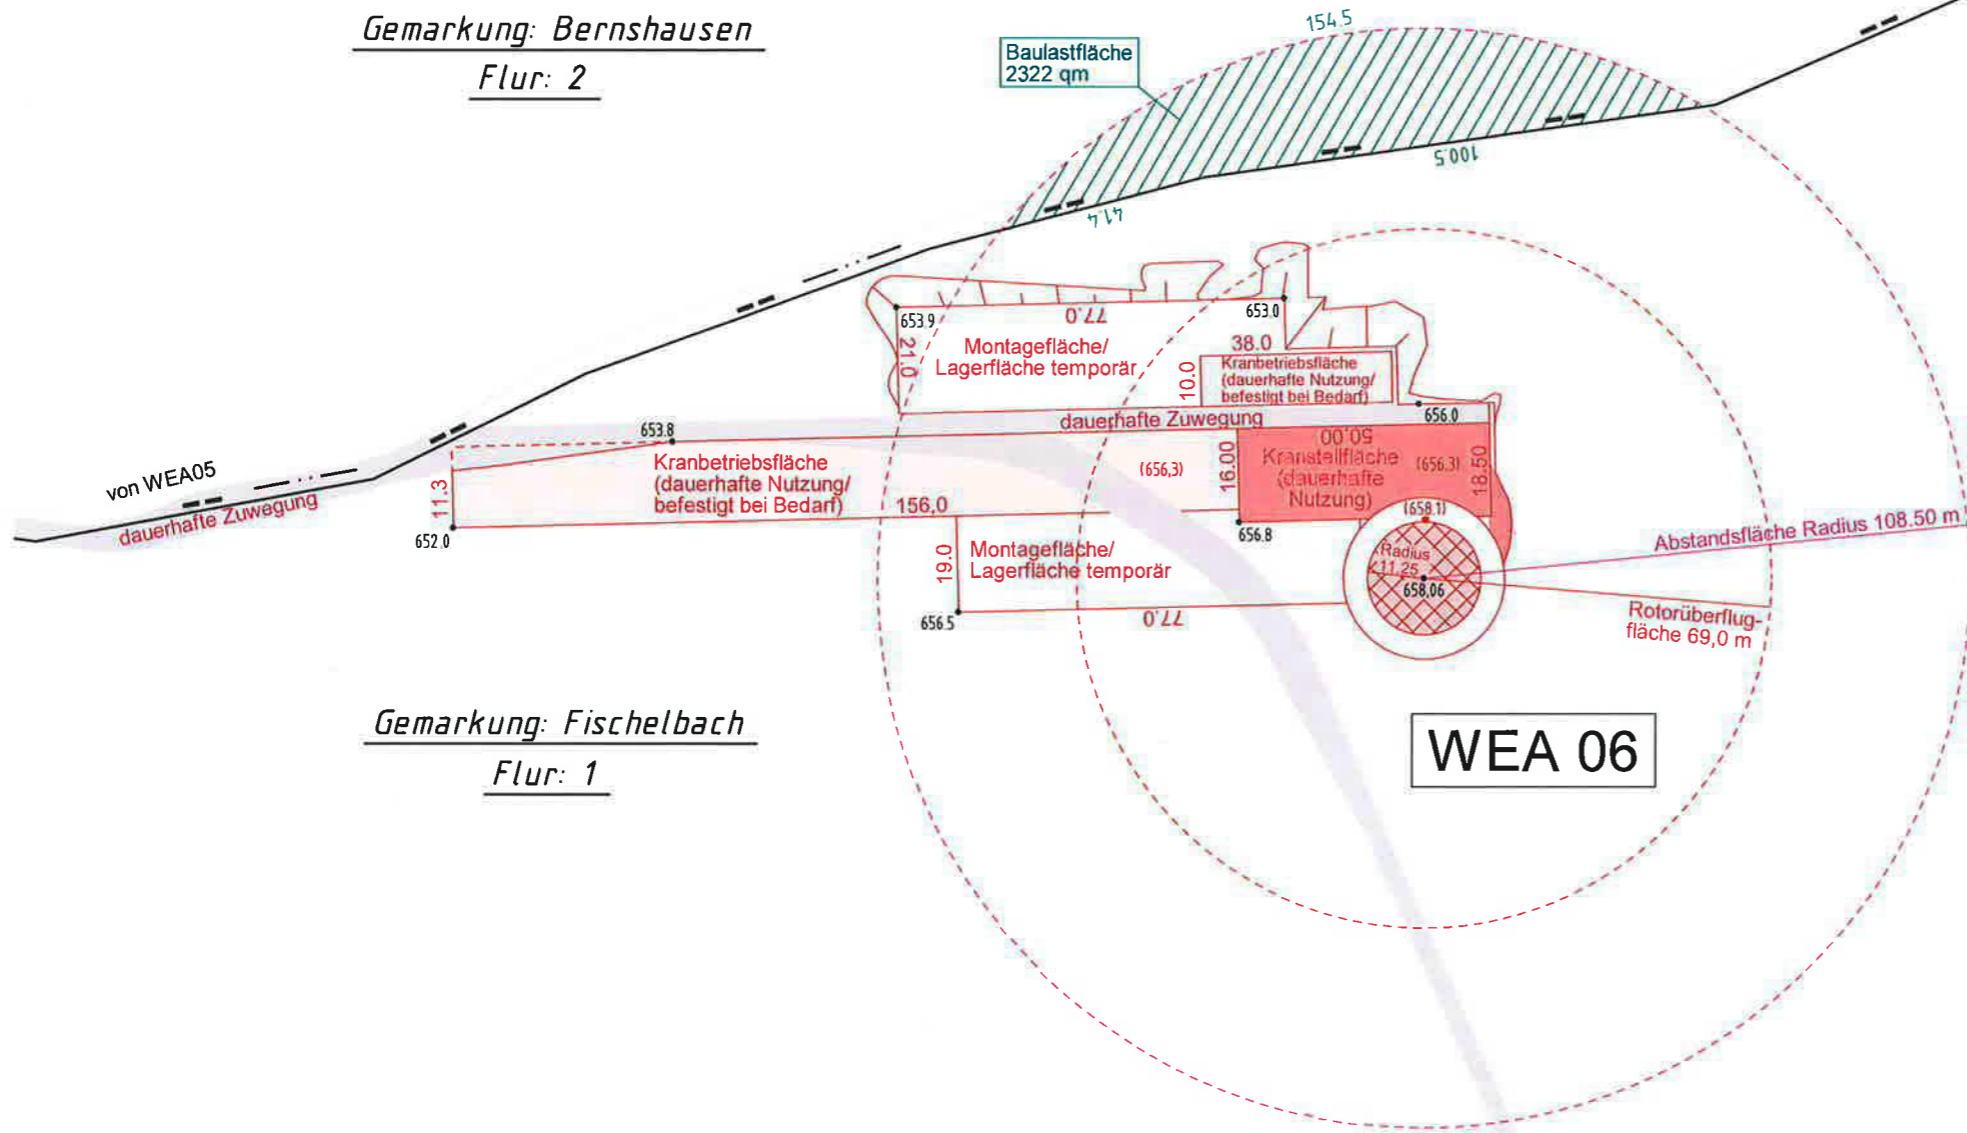 Gemarkung: Bernshausen
Flur: 2
154.5
Baulastfläche
2322 qm
100.5
41.4
653.9
77.0
653.0
21.0
Montagefläche/
Lagerfläche temporär
38.0
10.0
Kranbetriebsfläche
(dauerhafte Nutzung/
befestigt bei Bedarf)
dauerhafte Zuwegung
656.0
653.8
von WEA05
dauerhafte Zuwegung
11.3
652.0
Kranbetriebsfläche
(dauerhafte Nutzung/
befestigt bei Bedarf)
156,0
(656,3)
16.00
50.00
Kranstellfläche
(dauerhafte
Nutzung)
(656.3)
18.50
656.8
(658.1)
Radius
11.25
658,06
19.0
Montagefläche/
Lagerfläche temporär
656.5
77.0
Abstandsfläche Radius 108.50 m
Rotorüberflug-
fläche 69,0 m
Gemarkung: Fischelbach
Flur: 1
WEA 06